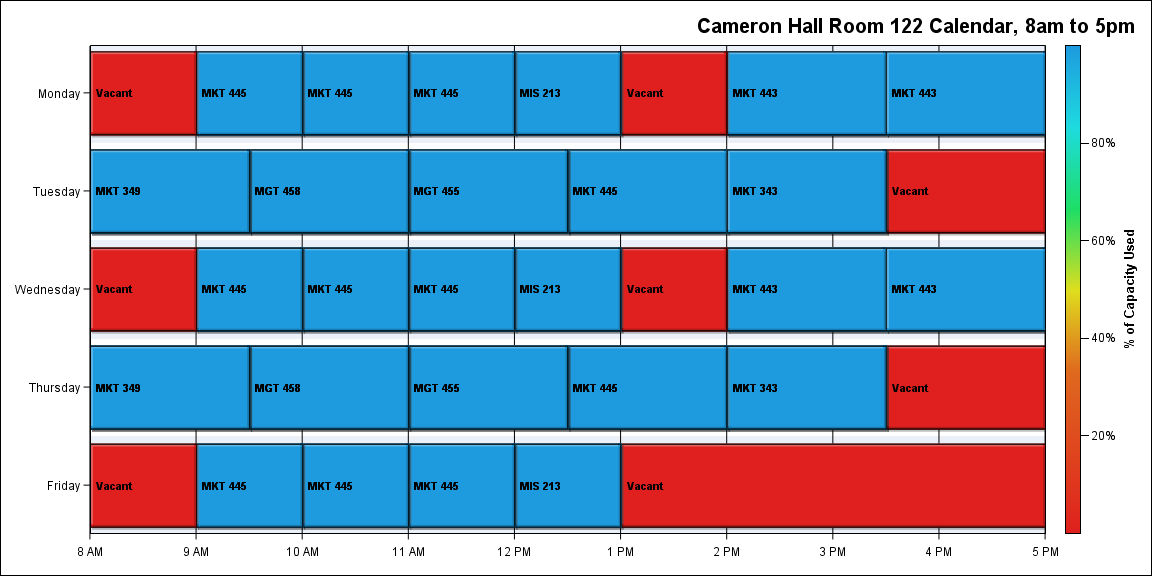 Cameron Hall Room 122 Calendar, 8am to 5pm
Monday Vacant MKT 445 MKT 445 MKT 445 MIS 213 Vacant MKT 443 MKT 443
80%
Tuesday MKT 349 MGT 458 MGT 455 MKT 445 MKT 343 Vacant
60%
% of Capacity Used
Wednesday Vacant MKT 445 MKT 445 MKT 445 MIS 213 Vacant MKT 443 MKT 443
40%
Thursday MKT 349 MGT 458 MGT 455 MKT 445 MKT 343 Vacant
20%
Friday Vacant MKT 445 MKT 445 MKT 445 MIS 213 Vacant
8 AM 9 AM 10 AM 11 AM 12 PM 1 PM 2 PM 3 PM 4 PM 5 PM